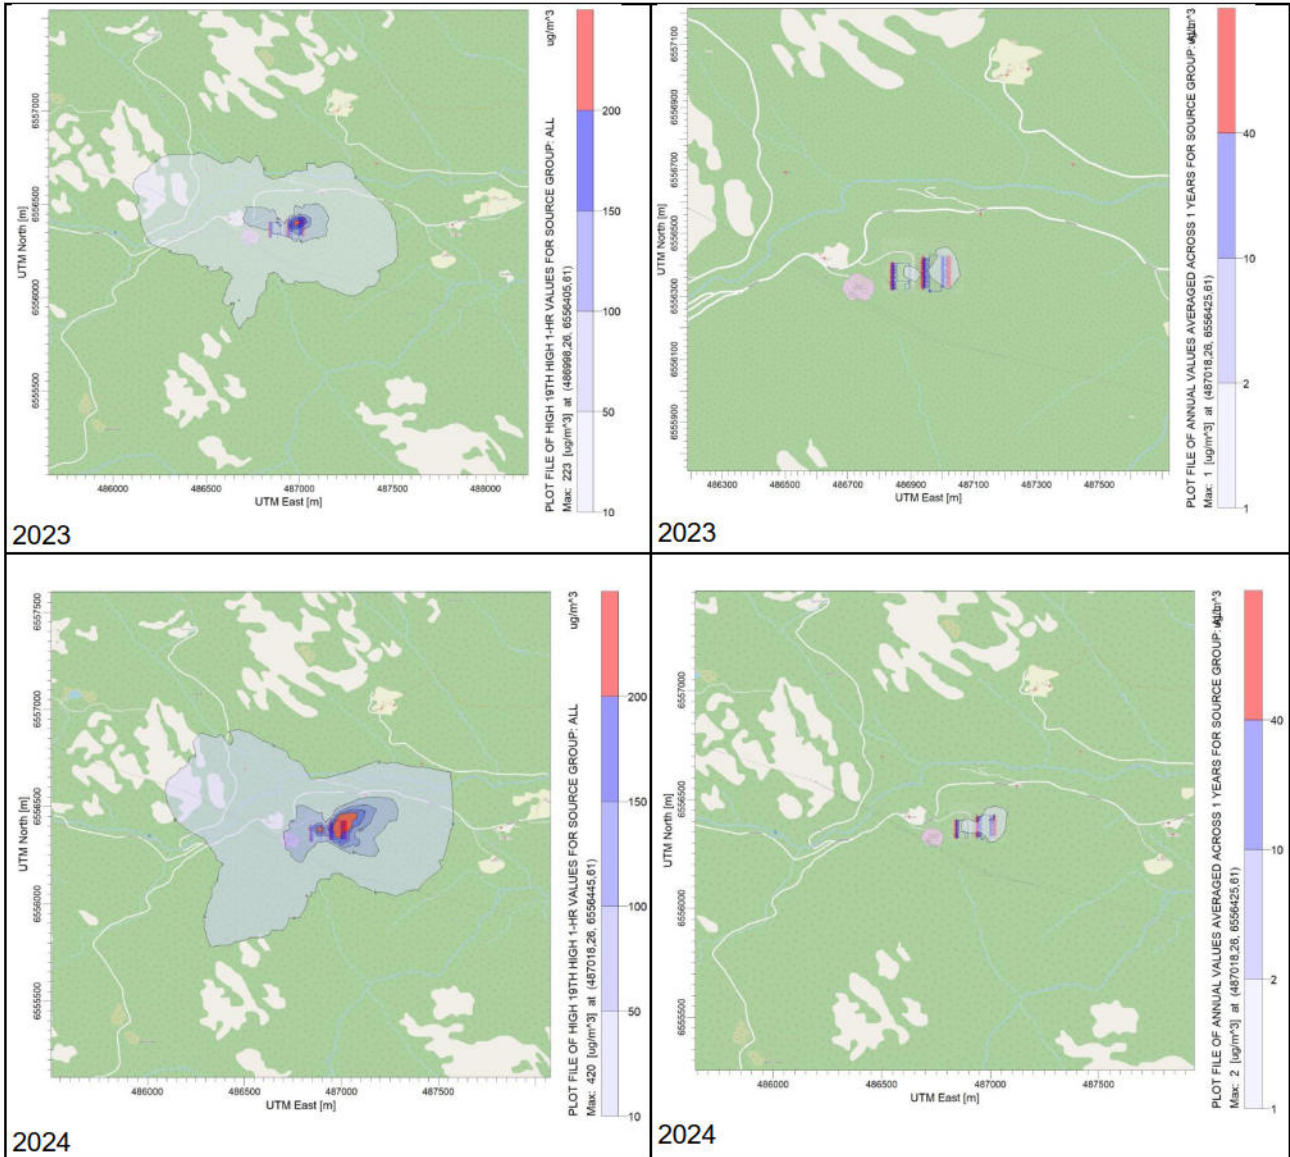 ug/m^3
200
150
100
50
10
PLOT FILE OF HIGH 19TH HIGH 1-HR VALUES FOR SOURCE GROUP: ALL
Max: 223 [ug/m^3] at (486998,26, 6556405,61)
UTM North [m]
6557000
6556500
6556000
6555500
486000 486500 487000 487500 488000
UTM East [m]
2023
40
10
2
1
PLOT FILE OF ANNUAL VALUES AVERAGED ACROSS 1 YEARS FOR SOURCE GROUP:
Max: 1 [ug/m^3] at (487018,26, 6556425,61)
UTM North [m]
6557100
6556900
6556700
6556500
6556300
6556100
6555900
486300 486500 486700 486900 487100 487300 487500
UTM East [m]
2023
ug/m^3
200
150
100
50
10
PLOT FILE OF HIGH 19TH HIGH 1-HR VALUES FOR SOURCE GROUP: ALL
Max: 420 [ug/m^3] at (487018,26, 6556445,61)
UTM North [m]
6557500
6557000
6556500
6556000
6555500
486000 486500 487000 487500
UTM East [m]
2024
40
10
2
1
PLOT FILE OF ANNUAL VALUES AVERAGED ACROSS 1 YEARS FOR SOURCE GROUP:
Max: 2 [ug/m^3] at (487018,26, 6556425,61)
UTM North [m]
6557000
6556500
6556000
6555500
486000 486500 487000 487500
UTM East [m]
2024